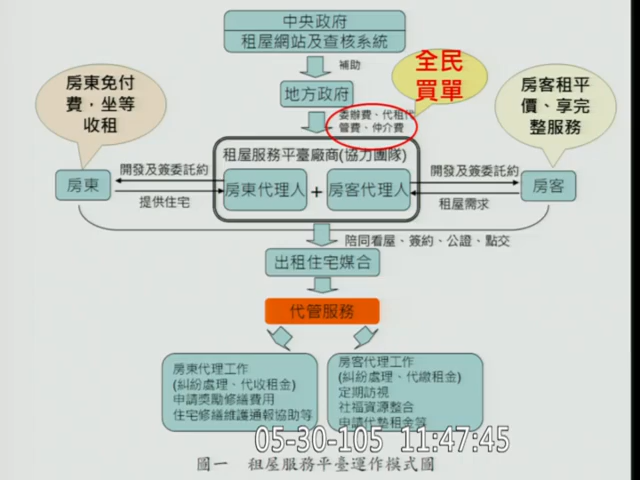 中央政府
租屋網站及查核系統
補助
全民
買單
地方政府
委辦費、代租代
管費、仲介費
房東免付
費，坐等
收租
房客租平
價、享完
整服務
租屋服務平臺廠商(協力團隊)
開發及簽委託約
開發及簽委託約
房東
房東代理人
+
房客代理人
房客
提供住宅
租屋需求
陪同看屋、簽約、公證、點交
出租住宅媒合
代管服務
房東代理工作
(糾紛處理、代收租金)
申請獎勵修繕費用
住宅修繕維護通報協助等
房客代理工作
(糾紛處理、代繳租金)
定期訪視
社福資源整合
申請代墊租金等
05-30-105 11:47:45
圖一 租屋服務平臺運作模式圖